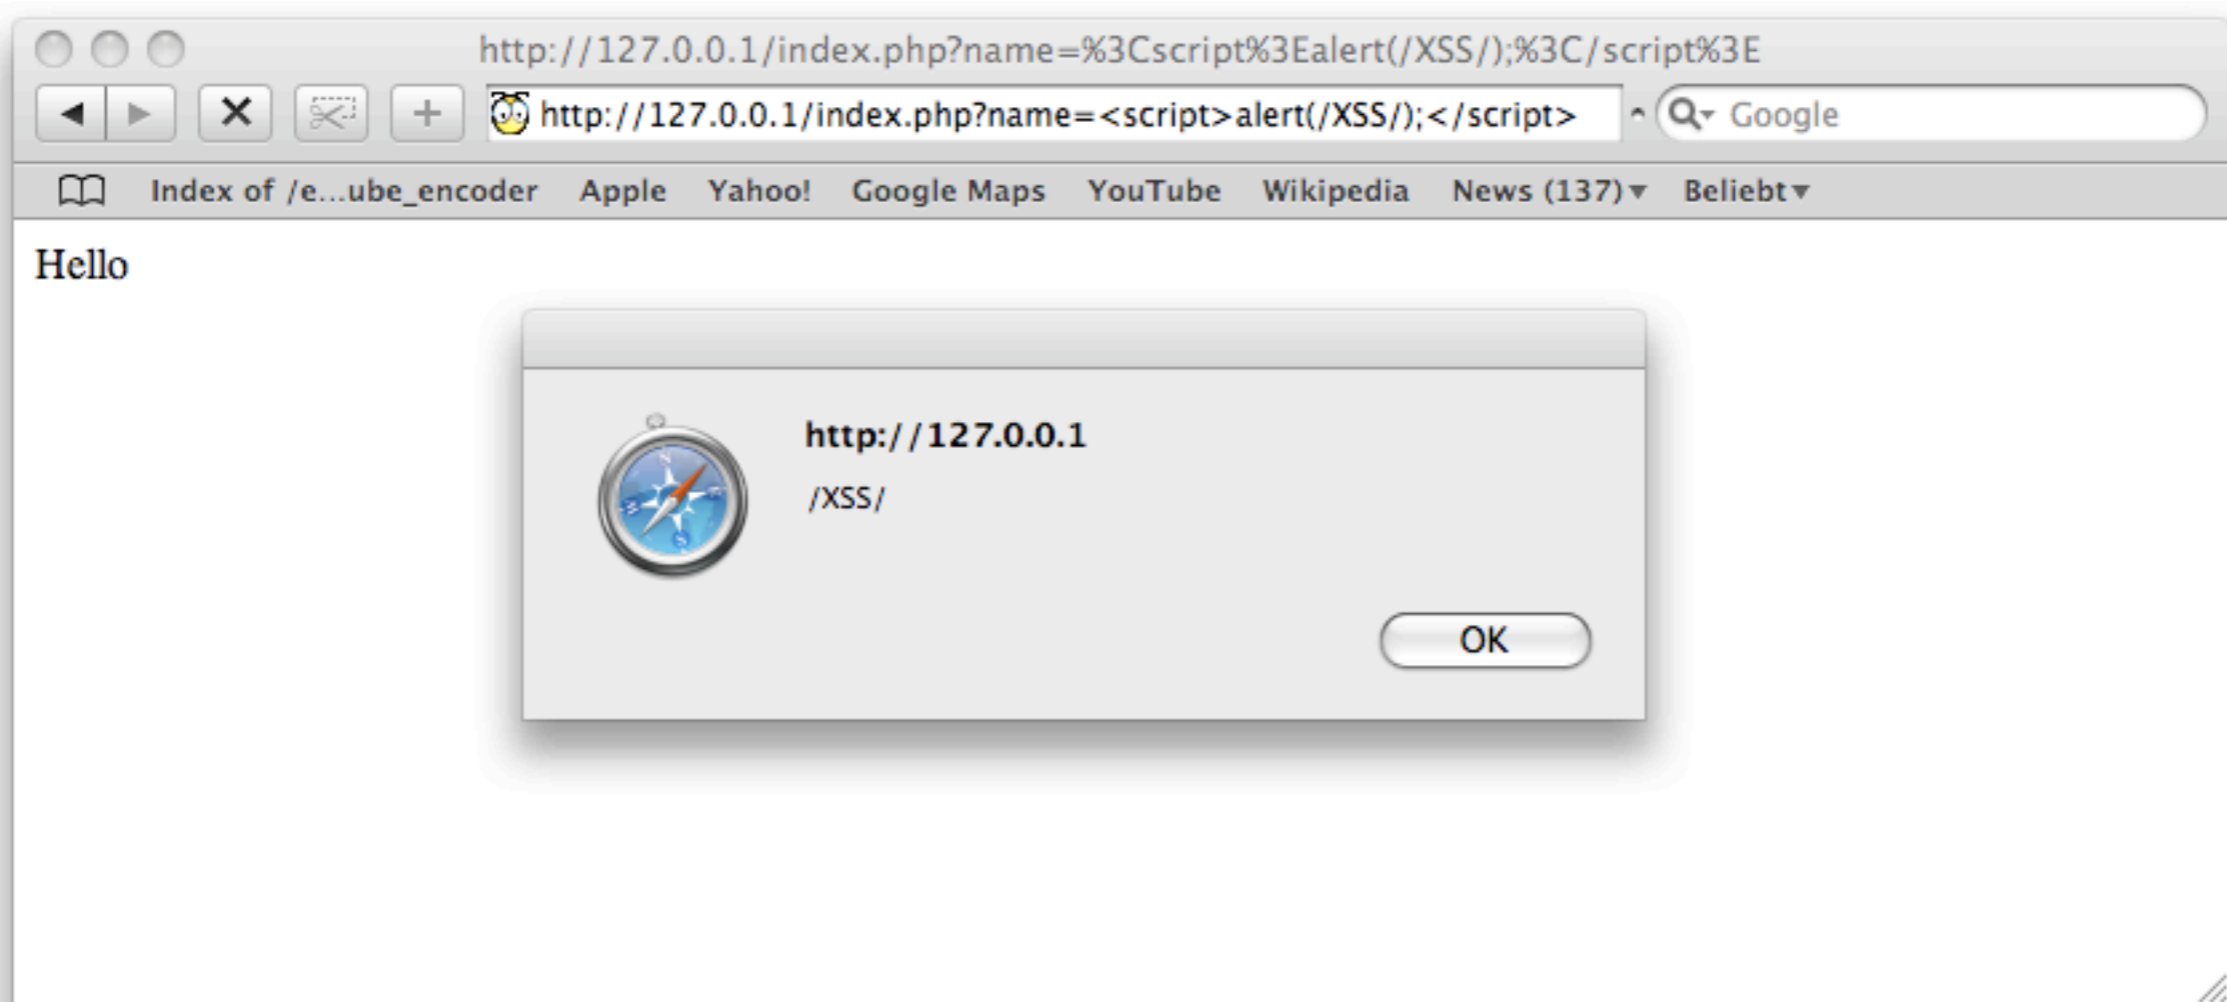 http://127.0.0.1/index.php?name=%3Cscript%3Ealert(/XSS/);%3C/script%3E
http://127.0.0.1/index.php?name=<script>alert(/XSS/);</script> Google
Index of /e...ube_encoder Apple Yahoo! Google Maps YouTube Wikipedia News (137) Beliebt
Hello
http://127.0.0.1
/XSS/
OK